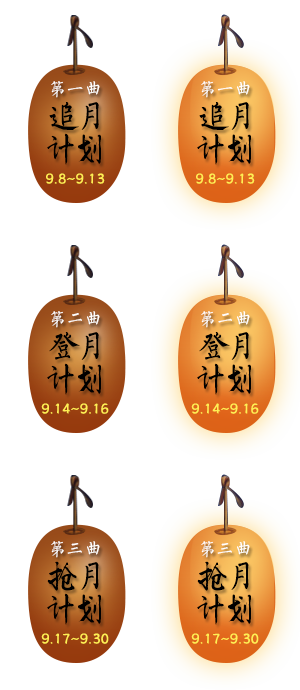 第一曲
追月
计划
9.8~9.13
第一曲
追月
计划
9.8~9.13
第二曲
登月
计划
9.14~9.16
第二曲
登月
计划
9.14~9.16
第三曲
抢月
计划
9.17~9.30
第三曲
抢月
计划
9.17~9.30